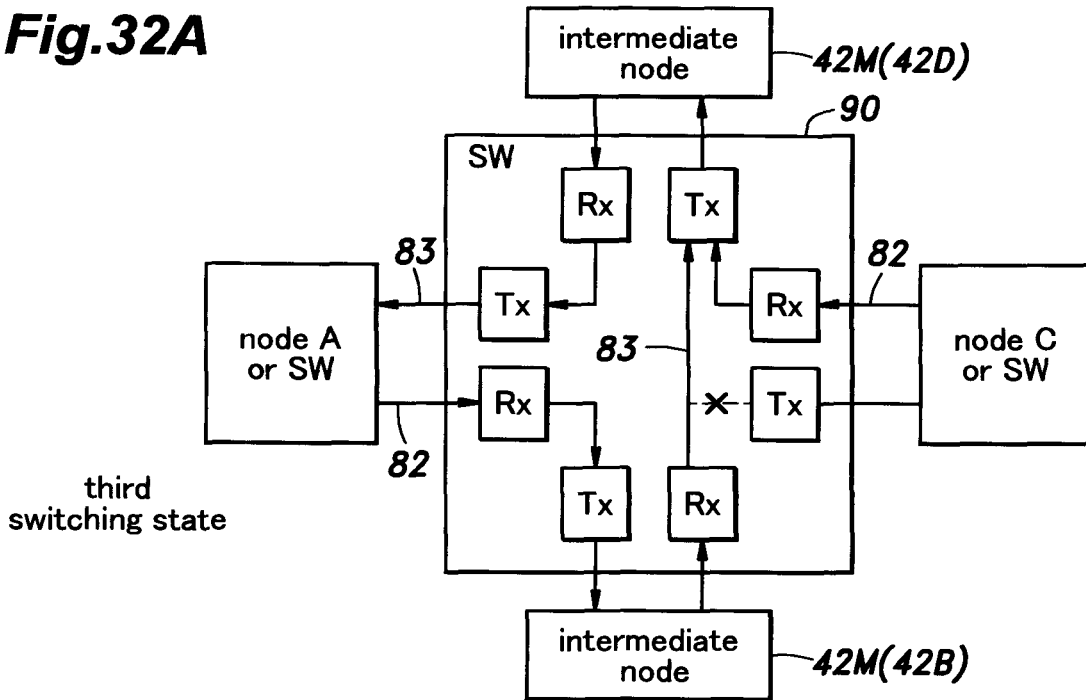 Fig.32A
intermediate
node
42M(42D)
90
SW
Rx
Tx
83
82
Tx
Rx
node A
or SW
83
node C
or SW
Rx
Tx
82
third
switching state
Tx
Rx
intermediate
node
42M(42B)